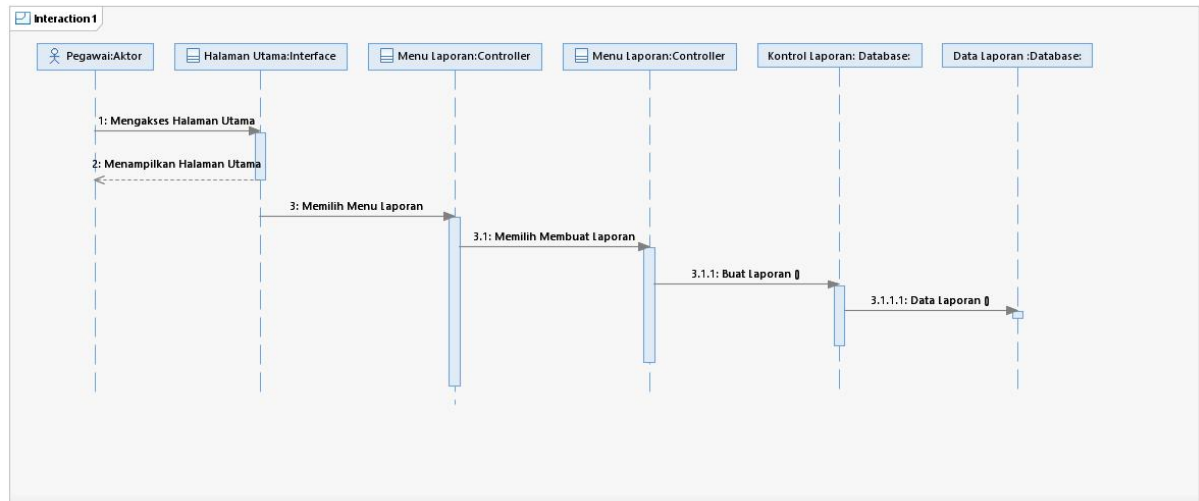 Interaction1
Pegawai:Aktor
Halaman Utama:Interface
Menu Laporan:Controller
Menu Laporan:Controller
Kontrol Laporan: Database:
Data Laporan :Database:
1: Mengakses Halaman Utama
2: Menampilkan Halaman Utama
3: Memilih Menu Laporan
3.1: Memilih Membuat Laporan
3.1.1: Buat Laporan ()
3.1.1.1: Data Laporan ()